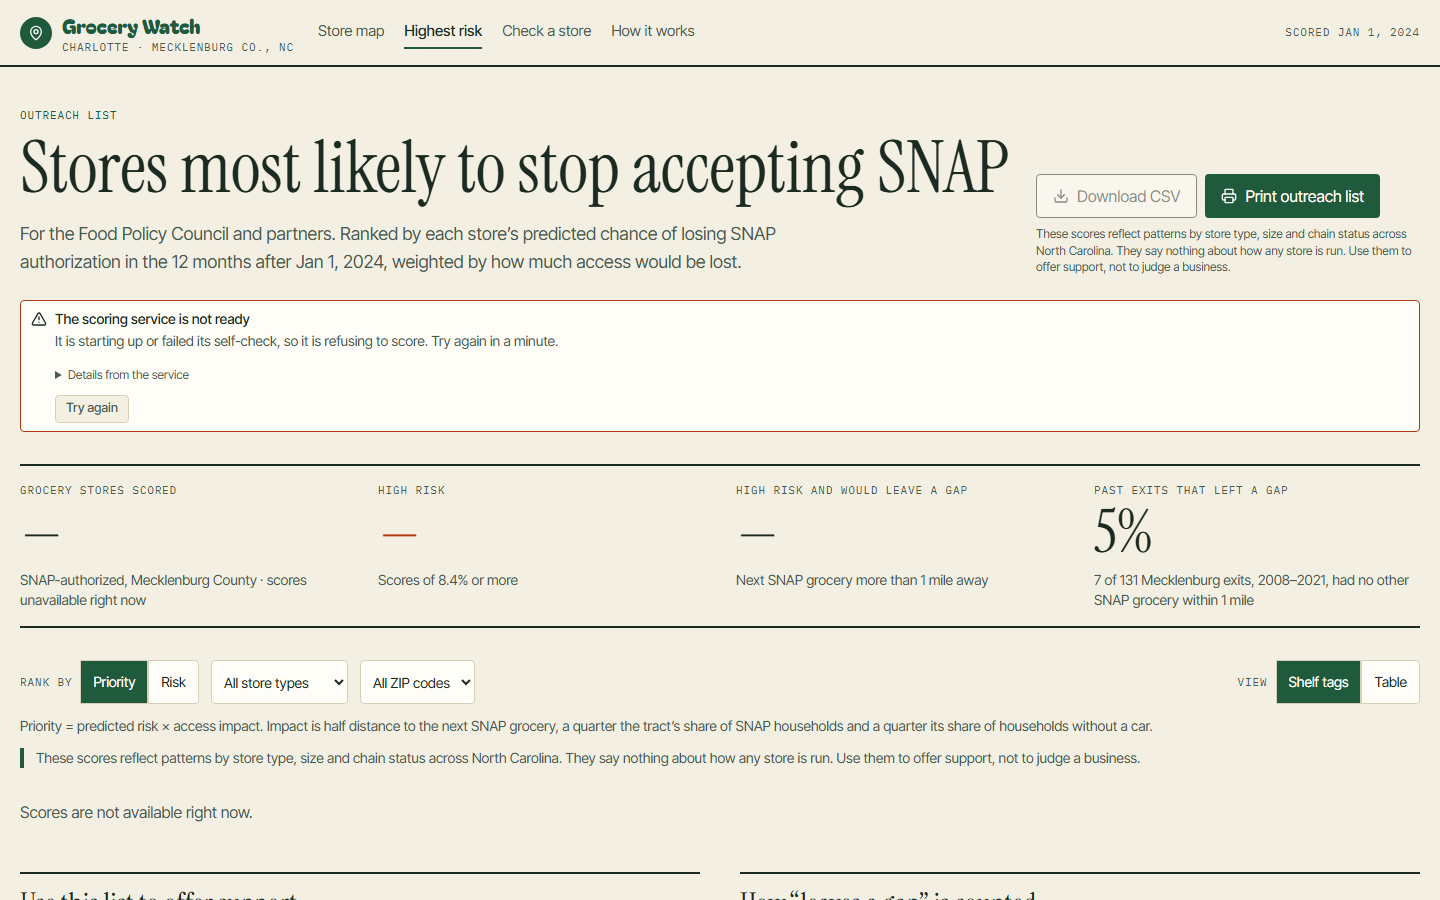 Grocery Watch
CHARLOTTE · MECKLENBURG CO., NC
Store map
Highest risk
Check a store
How it works
SCORED JAN 1, 2024
OUTREACH LIST
Stores most likely to stop accepting SNAP
For the Food Policy Council and partners. Ranked by each store’s predicted chance of losing SNAP
authorization in the 12 months after Jan 1, 2024, weighted by how much access would be lost.
Download CSV
Print outreach list
These scores reflect patterns by store type, size and chain status across
North Carolina. They say nothing about how any store is run. Use them to
offer support, not to judge a business.
The scoring service is not ready
It is starting up or failed its self-check, so it is refusing to score. Try again in a minute.
Details from the service
Try again
GROCERY STORES SCORED
—
SNAP-authorized, Mecklenburg County · scores
unavailable right now
HIGH RISK
—
Scores of 8.4% or more
HIGH RISK AND WOULD LEAVE A GAP
—
Next SNAP grocery more than 1 mile away
PAST EXITS THAT LEFT A GAP
5%
7 of 131 Mecklenburg exits, 2008–2021, had no other
SNAP grocery within 1 mile
RANK BY
Priority
Risk
All store types
All ZIP codes
VIEW
Shelf tags
Table
Priority = predicted risk × access impact. Impact is half distance to the next SNAP grocery, a quarter the tract’s share of SNAP households and a quarter its share of households without a car.
These scores reflect patterns by store type, size and chain status across North Carolina. They say nothing about how any store is run. Use them to offer support, not to judge a business.
Scores are not available right now.
Use this list to offer support
How “leaves a gap” is counted